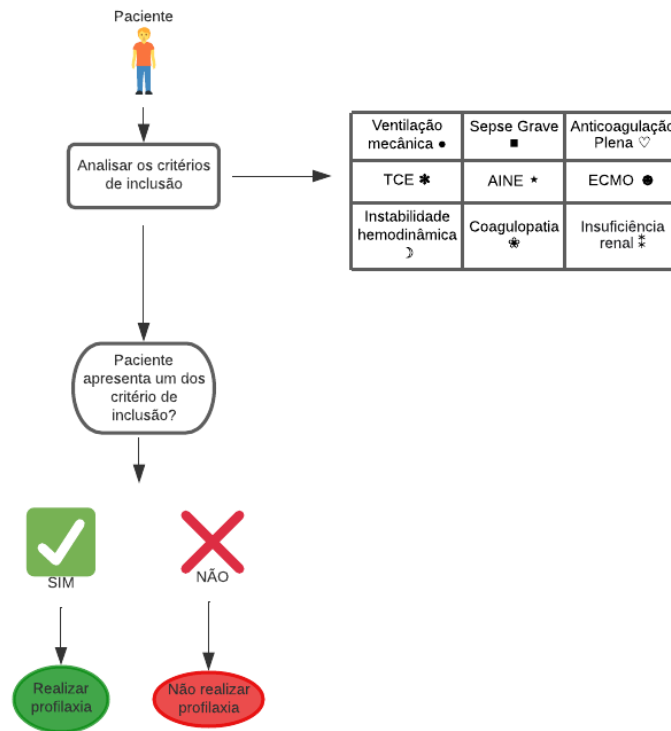 Paciente
Analisar os critérios
de inclusão
Ventilação
mecânica ●
Sepse Grave
■
Anticoagulação
Plena ♡
TCE ✱
AINE ⋆
ECMO ☻
Instabilidade
hemodinâmica
☽
Coagulopatia
❀
Insuficiência
renal ⁑
Paciente
apresenta um dos
critério de
inclusão?
SIM
NÃO
Realizar
profilaxia
Não realizar
profilaxia